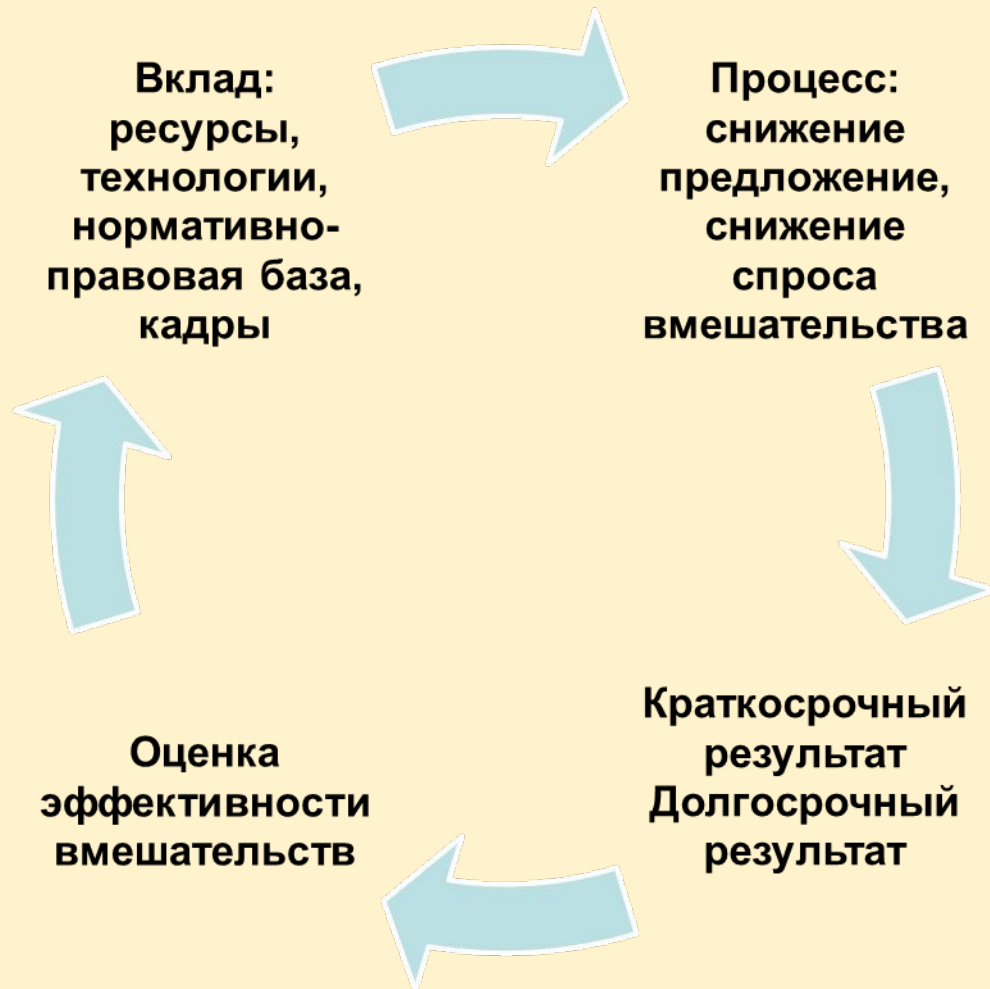 Вклад:
ресурсы,
технологии,
нормативно-
правовая база,
кадры
Процесс:
снижение
предложение,
снижение
спроса
вмешательства
Краткосрочный
результат
Долгосрочный
результат
Оценка
эффективности
вмешательств